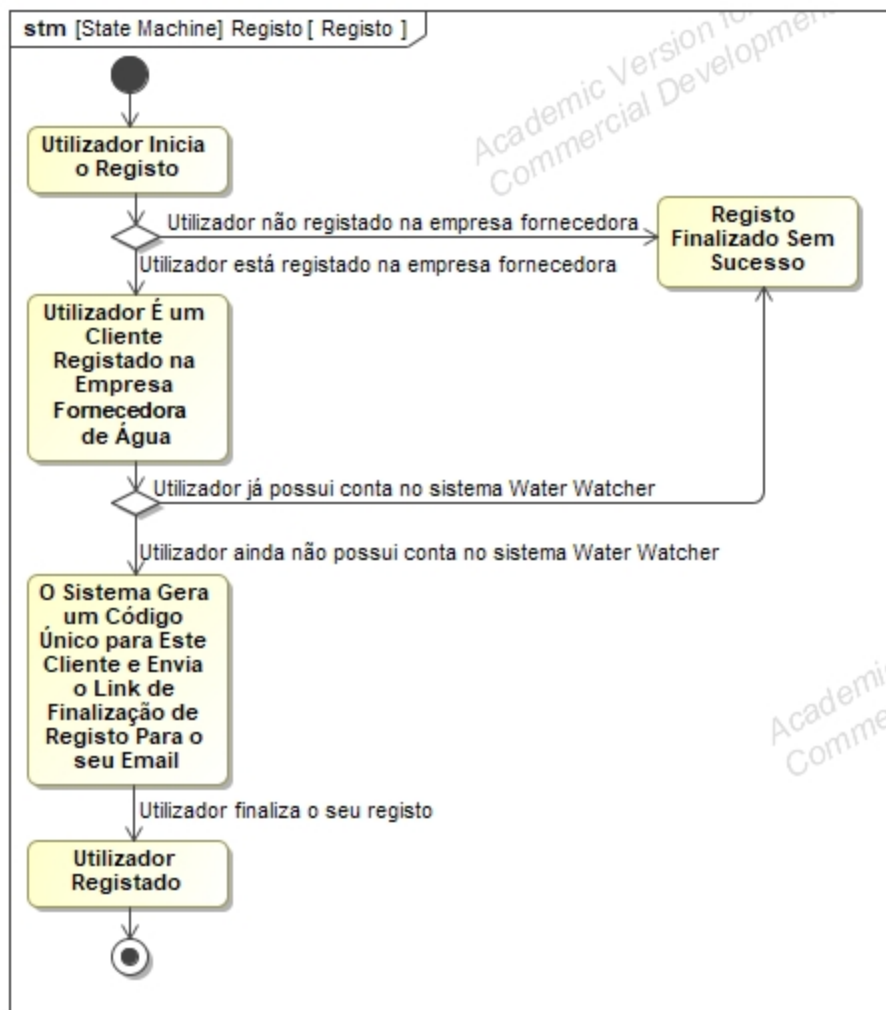 stm [State Machine] Registo [ Registo ]
Academic Version for
Commercial Development
Utilizador Inicia
o Registo
Utilizador não registado na empresa fornecedora
Registo
Finalizado Sem
Sucesso
Utilizador está registado na empresa fornecedora
Utilizador É um
Cliente
Registado na
Empresa
Fornecedora
de Água
Utilizador já possui conta no sistema Water Watcher
Utilizador ainda não possui conta no sistema Water Watcher
O Sistema Gera
um Código
Único para Este
Cliente e Envia
o Link de
Finalização de
Registo Para o
seu Email
Academic
Comme
Utilizador finaliza o seu registo
Utilizador
Registado